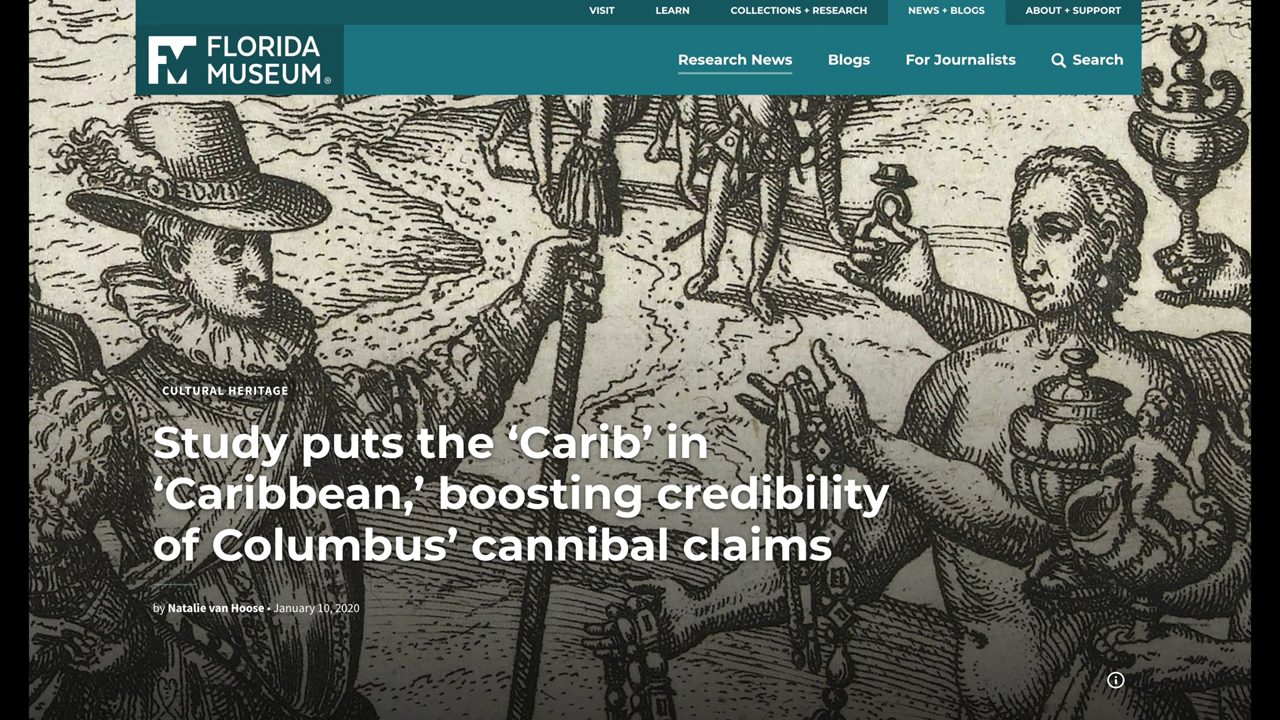 VISIT LEARN COLLECTIONS + RESEARCH NEWS + BLOGS ABOUT + SUPPORT
FLORIDA
MUSEUM®
Research News Blogs For Journalists Search
CULTURAL HERITAGE
Study puts the ‘Carib’ in
‘Caribbean,’ boosting credibility
of Columbus’ cannibal claims
by Natalie van Hoose • January 10, 2020